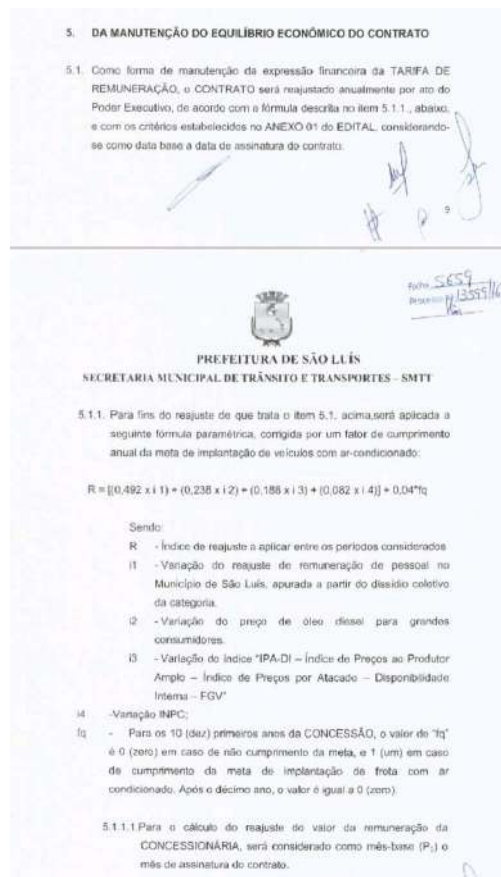 5. DA MANUTENÇÃO DO EQUILÍBRIO ECONÔMICO DO CONTRATO
5.1. Como forma de manutenção da expressão financeira da TARIFA DE
REMUNERAÇÃO, o CONTRATO será reajustado anualmente por ato do
Poder Executivo, de acordo com a fórmula descrita no item 5.1.1., abaixo,
e com os critérios estabelecidos no ANEXO 01 do EDITAL, considerando-
se como data base a data de assinatura do contrato.
9
Folha 5659
Processo 13599/16
PREFEITURA DE SÃO LUÍS
SECRETARIA MUNICIPAL DE TRÂNSITO E TRANSPORTES – SMTT
5.1.1. Para fins do reajuste de que trata o item 5.1. acima,será aplicada a
seguinte fórmula paramétrica, corrigida por um fator de cumprimento
anual da meta de implantação de veículos com ar-condicionado:
R = [(0,492 x i 1) + (0,238 x i 2) + (0,188 x i 3) + (0,082 x i 4)] + 0,04*fq
Sendo:
R - Índice de reajuste a aplicar entre os períodos considerados
i1 - Variação do reajuste de remuneração de pessoal no
Município de São Luís, apurada a partir do dissídio coletivo
da categoria.
i2 - Variação do preço de óleo diesel para grandes
consumidores.
i3 - Variação do índice "IPA-DI – Índice de Preços ao Produtor
Amplo – Índice de Preços por Atacado – Disponibilidade
Interna – FGV"
i4 -Variação INPC;
fq - Para os 10 (dez) primeiros anos da CONCESSÃO, o valor de "fq"
é 0 (zero) em caso de não cumprimento da meta, e 1 (um) em caso
de cumprimento da meta de implantação de frota com ar
condicionado. Após o décimo ano, o valor é igual a 0 (zero).
5.1.1.1.Para o cálculo do reajuste do valor da remuneração da
CONCESSIONÁRIA, será considerado como mês-base (P₁) o
mês de assinatura do contrato.